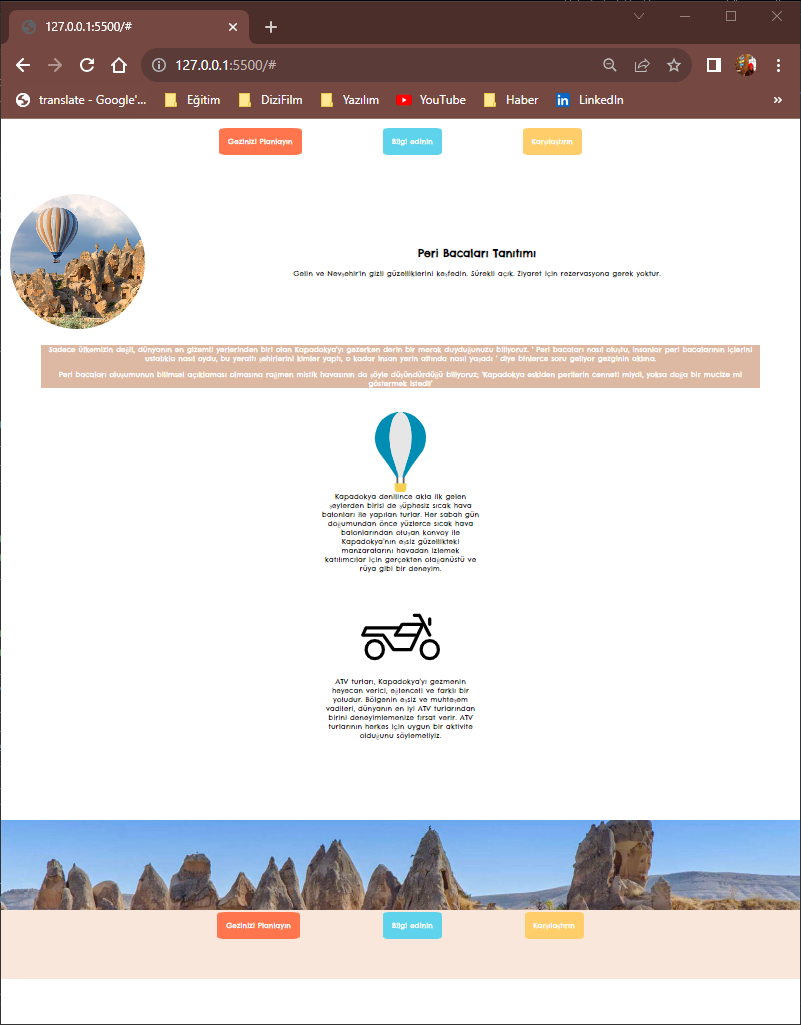 127.0.0.1:5500/#
127.0.0.1:5500/#
translate - Google'... Eğitim DiziFilm Yazılım YouTube Haber LinkedIn »
Gezinizi Planlayın Bilgi edinin Karşılaştırın
Peri Bacaları Tanıtımı
Gelin ve Nevşehir'in gizli güzelliklerini keşfedin. Sürekli açık. Ziyaret için rezervasyona gerek yoktur.
Sadece ülkemizin değil, dünyanın en gizemli yerlerinden biri olan Kapadokya'yı gezerken derin bir merak duyduğunuzu biliyoruz. " Peri bacaları nasıl oluştu, insanlar peri bacalarının içlerini
ustalıkla nasıl oydu, bu yeraltı şehirlerini kimler yaptı, o kadar insan yerin altında nasıl yaşadı " diye binlerce soru geliyor gezginin aklına.
Peri bacaları oluşumunun bilimsel açıklaması olmasına rağmen mistik havasının da şöyle düşündürdüğü biliyoruz; "Kapadokya eskiden perilerin cenneti miydi, yoksa doğa bir mucize mi
göstermek istedi"
Kapadokya denilince akla ilk gelen
şeylerden birisi de şüphesiz sıcak hava
balonları ile yapılan turlar. Her sabah gün
doğumundan önce yüzlerce sıcak hava
balonlarından oluşan konvoy ile
Kapadokya'nın eşsiz güzellikteki
manzaralarını havadan izlemek
katılımcılar için gerçekten olağanüstü ve
rüya gibi bir deneyim.
ATV turları, Kapadokya'yı gezmenin
heyecan verici, eğlenceli ve farklı bir
yoludur. Bölgenin eşsiz ve muhteşem
vadileri, dünyanın en iyi ATV turlarından
birini deneyimlemenize fırsat verir. ATV
turlarının herkes için uygun bir aktivite
olduğunu söylemeliyiz.
Gezinizi Planlayın Bilgi edinin Karşılaştırın